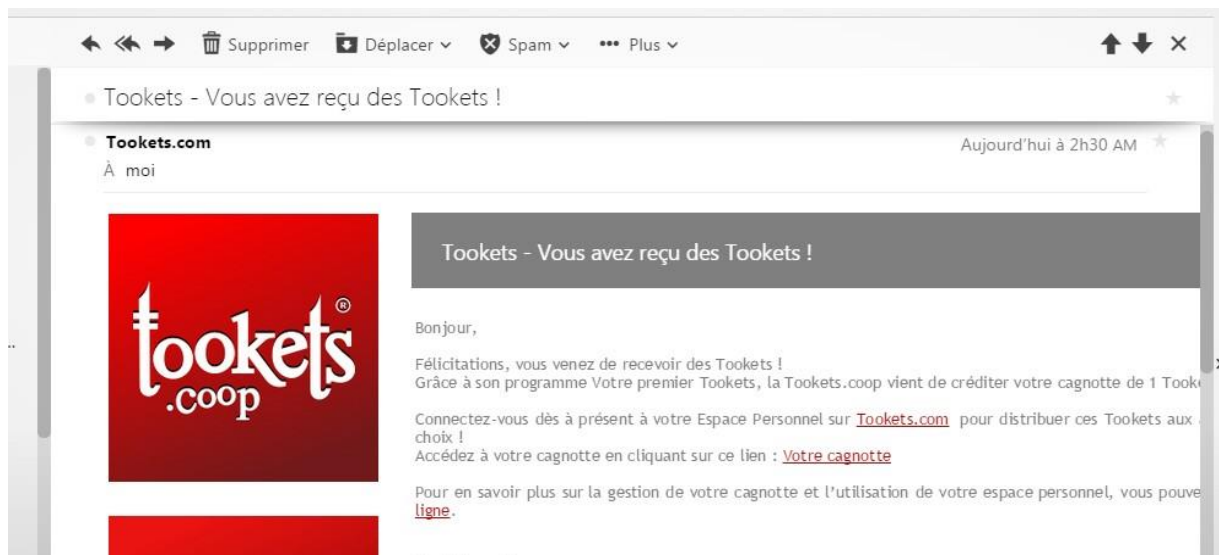 Supprimer Déplacer Spam ••• Plus
Tookets - Vous avez reçu des Tookets !
Tookets.com Aujourd'hui à 2h30 AM
À moi
tookets®
.coop
Tookets - Vous avez reçu des Tookets !
Bonjour,
Félicitations, vous venez de recevoir des Tookets !
Grâce à son programme Votre premier Tookets, la Tookets.coop vient de créditer votre cagnotte de 1
Connectez-vous dès à présent à votre Espace Personnel sur Tookets.com pour distribuer ces Tookets aux
choix !
Accédez à votre cagnotte en cliquant sur ce lien : Votre cagnotte
Pour en savoir plus sur la gestion de votre cagnotte et l'utilisation de votre espace personnel, vous
ligne.